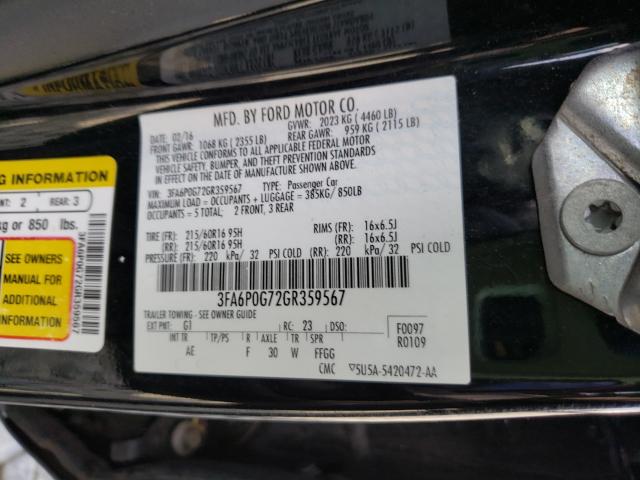 MFD. BY FORD MOTOR CO.
DATE: 02/16 GVWR: 2023 KG ( 4460 LB)
FRONT GAWR: 1068 KG ( 2355 LB) REAR GAWR: 959 KG ( 2115 LB)
THIS VEHICLE CONFORMS TO ALL APPLICABLE FEDERAL MOTOR
VEHICLE SAFETY, BUMPER, AND THEFT PREVENTION STANDARDS
IN EFFECT ON THE DATE OF MANUFACTURE SHOWN ABOVE.
VIN: 3FA6P0G72GR359567 TYPE: Passenger Car
MAXIMUM LOAD = OCCUPANTS + LUGGAGE = 385KG/ 850LB
OCCUPANTS = 5 TOTAL: 2 FRONT, 3 REAR
TIRE (FR): 215/60R16 95H RIMS (FR): 16x6.5J
(RR): 215/60R16 95H (RR): 16x6.5J
PRESSURE: (FR): 220 kPa/ 32 PSI COLD (RR): 220 kPa/ 32 PSI COLD
3FA6P0G72GR359567
TRAILER TOWING - SEE OWNER GUIDE
EXT PNT: G1 RC: 23 DSO: F0097
INT TR TP/PS R AXLE TR SPR R0109
AE F 30 W FFGG
CMC 5U5A-5420472-AA
NG INFORMATION
NT: 2 REAR: 3
kg or 850 lbs.
SEE OWNERS
MANUAL FOR
ADDITIONAL
INFORMATION
3FA6P0G72GR359567